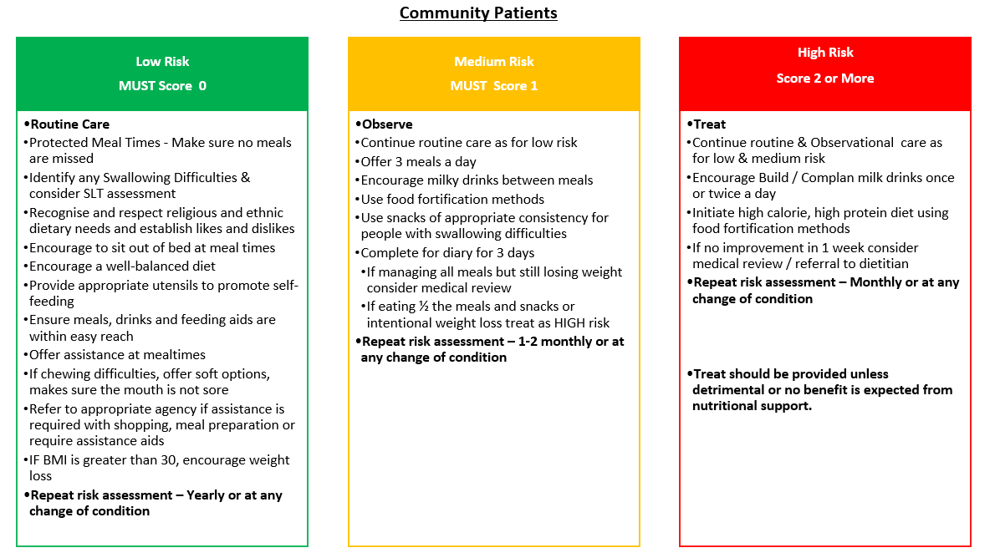 Community Patients
Low Risk
MUST Score  0
•Routine Care
•Protected Meal Times - Make sure no meals
are missed
•Identify any Swallowing Difficulties &
consider SLT assessment
•Recognise and respect religious and ethnic
dietary needs and establish likes and dislikes
•Encourage to sit out of bed at meal times
•Encourage a well-balanced diet
•Provide appropriate utensils to promote self-
feeding
•Ensure meals, drinks and feeding aids are
within easy reach
•Offer assistance at mealtimes
•If chewing difficulties, offer soft options,
makes sure the mouth is not sore
•Refer to appropriate agency if assistance is
required with shopping, meal preparation or
require assistance aids
•IF BMI is greater than 30, encourage weight
loss
•Repeat risk assessment – Yearly or at any
change of condition
Medium Risk
MUST  Score 1
•Observe
•Continue routine care as for low risk
•Offer 3 meals a day
•Encourage milky drinks between meals
•Use food fortification methods
•Use snacks of appropriate consistency for
people with swallowing difficulties
•Complete for diary for 3 days
•If managing all meals but still losing weight
consider medical review
•If eating ½ the meals and snacks or
intentional weight loss treat as HIGH risk
•Repeat risk assessment – 1-2 monthly or at
any change of condition
High Risk
Score 2 or More
•Treat
•Continue routine & Observational  care as
for low & medium risk
•Encourage Build / Complan milk drinks once
or twice a day
•Initiate high calorie, high protein diet using
food fortification methods
•If no improvement in 1 week consider
medical review / referral to dietitian
•Repeat risk assessment – Monthly or at any
change of condition
•Treat should be provided unless
detrimental or no benefit is expected from
nutritional support.